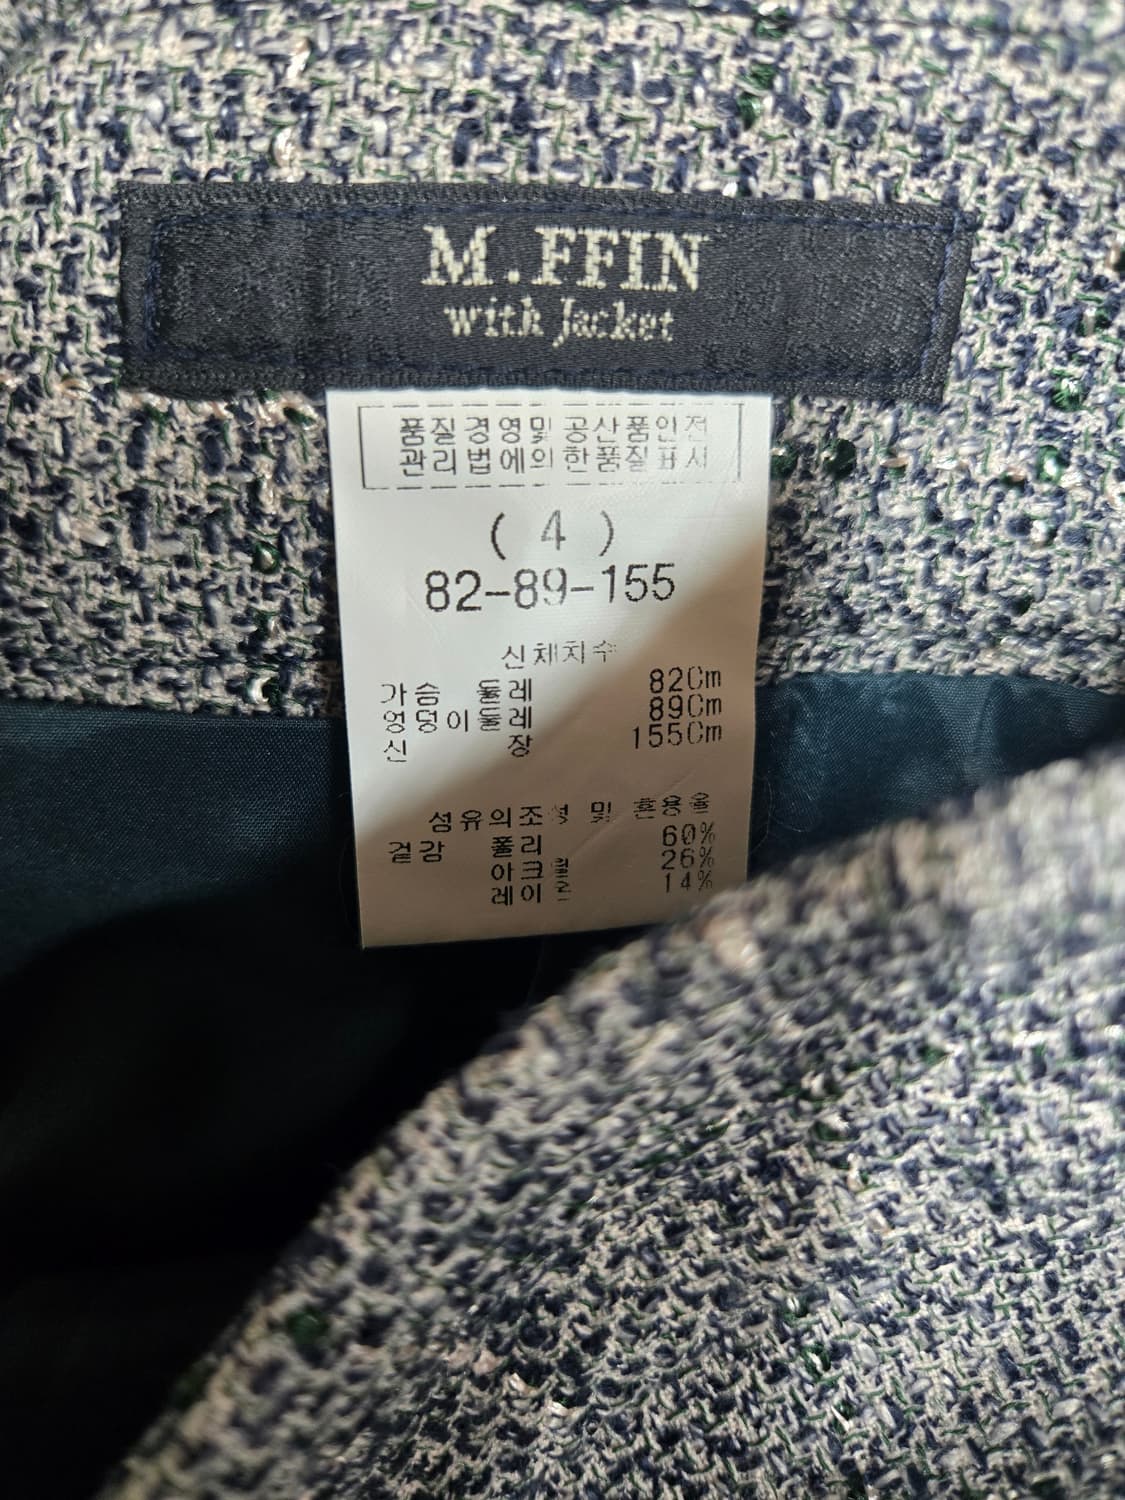 M.FFIN
with Jacket
품질경영및 공산품안전
관리법에의한품질표시
( 4 )
82-89-155
신체치수
가슴 둘레 82Cm
엉덩이둘레 89Cm
신 장 155Cm
섬유의조성 및 혼용율
겉감 폴리 60%
아크릴 26%
레이온 14%